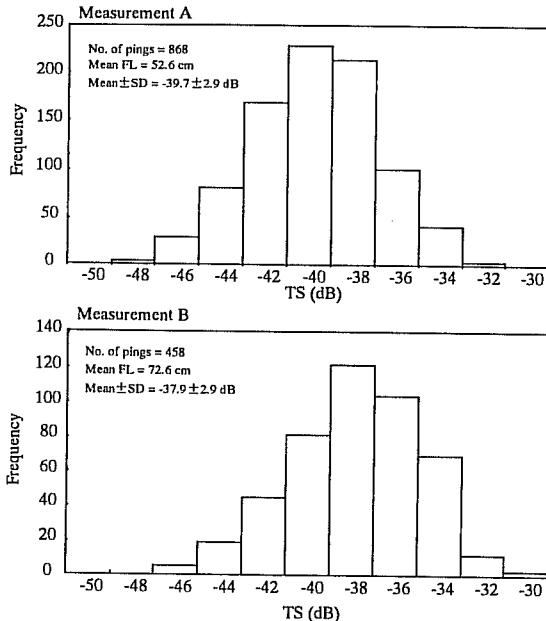 Measurement A
No. of pings = 868
Mean FL = 52.6 cm
Mean±SD = -39.7±2.9 dB
Frequency
250
200
150
100
50
0
-50 -48 -46 -44 -42 -40 -38 -36 -34 -32 -30
TS (dB)
Measurement B
No. of pings = 458
Mean FL = 72.6 cm
Mean±SD = -37.9±2.9 dB
Frequency
140
120
100
80
60
40
20
0
-50 -48 -46 -44 -42 -40 -38 -36 -34 -32 -30
TS (dB)